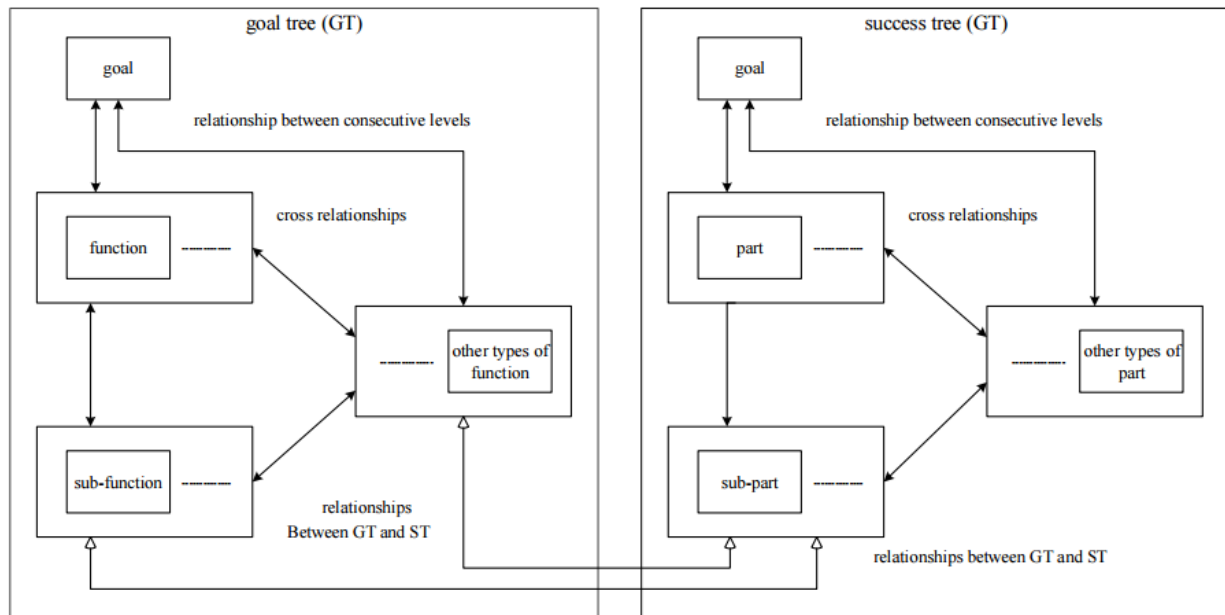 goal tree (GT)
goal
relationship between consecutive levels
function
cross relationships
other types of
function
sub-function
relationships
Between GT and ST
success tree (GT)
goal
relationship between consecutive levels
part
cross relationships
other types of
part
sub-part
relationships between GT and ST